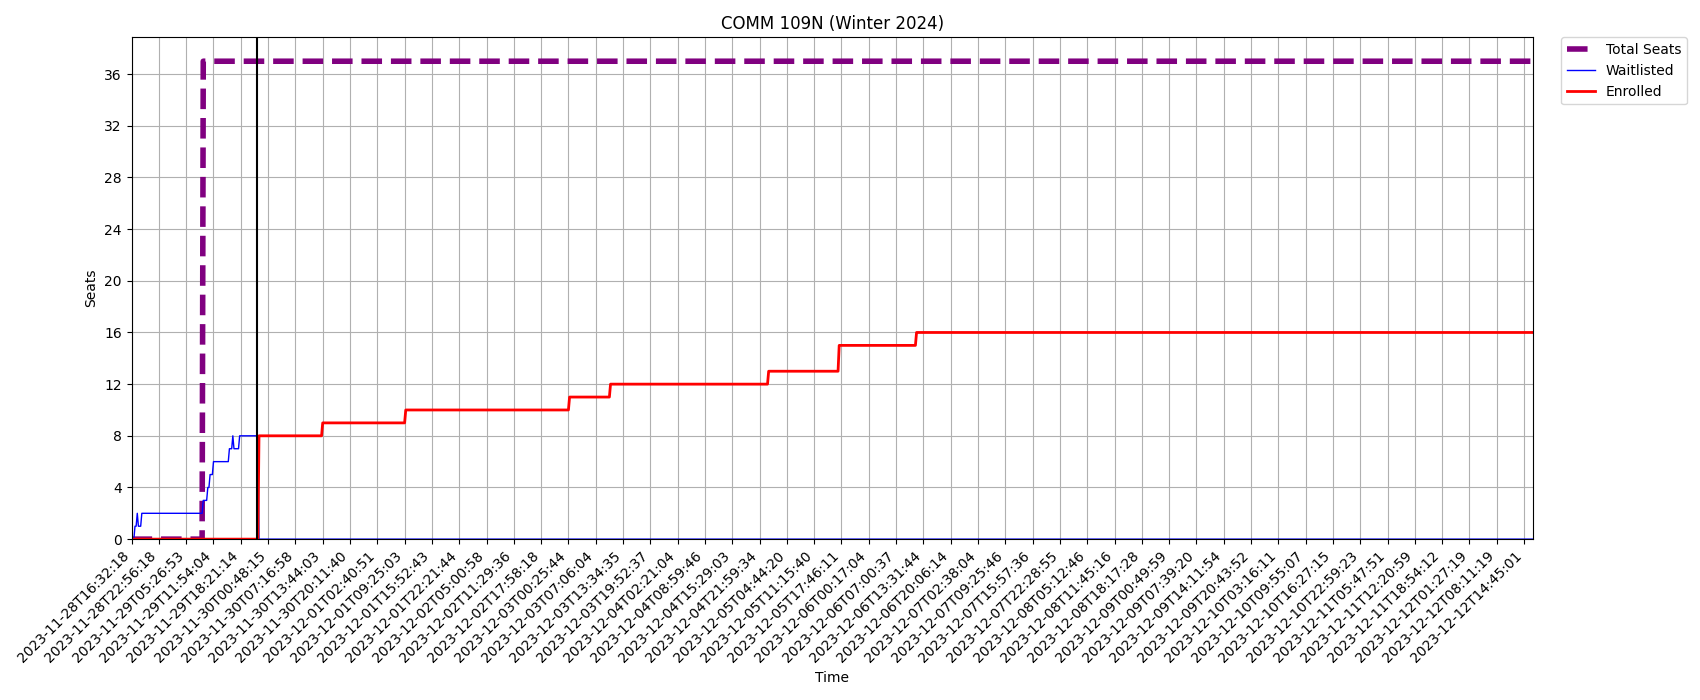 COMM 109N (Winter 2024)
Total Seats
Waitlisted
Enrolled
Seats
36
32
28
24
20
16
12
8
4
0
2023-11-28T16:32:18
2023-11-28T22:56:18
2023-11-29T05:26:53
2023-11-29T11:54:04
2023-11-29T18:21:14
2023-11-30T00:48:15
2023-11-30T07:16:58
2023-11-30T13:44:03
2023-11-30T20:11:40
2023-12-01T02:40:51
2023-12-01T09:25:03
2023-12-01T15:52:43
2023-12-01T22:21:44
2023-12-02T05:00:58
2023-12-02T11:29:36
2023-12-02T17:58:18
2023-12-03T00:25:44
2023-12-03T07:06:04
2023-12-03T13:34:35
2023-12-03T19:52:37
2023-12-04T02:21:04
2023-12-04T08:59:46
2023-12-04T15:29:03
2023-12-04T21:59:34
2023-12-05T04:44:20
2023-12-05T11:15:40
2023-12-05T17:46:11
2023-12-06T00:17:04
2023-12-06T07:00:37
2023-12-06T13:31:44
2023-12-06T20:06:14
2023-12-07T02:38:04
2023-12-07T09:25:46
2023-12-07T15:57:36
2023-12-07T22:28:55
2023-12-08T05:12:46
2023-12-08T11:45:16
2023-12-08T18:17:28
2023-12-09T00:49:59
2023-12-09T07:39:20
2023-12-09T14:11:54
2023-12-09T20:43:52
2023-12-10T03:16:11
2023-12-10T09:55:07
2023-12-10T16:27:15
2023-12-10T22:59:23
2023-12-11T05:47:51
2023-12-11T12:20:59
2023-12-11T18:54:12
2023-12-12T01:27:19
2023-12-12T08:11:19
2023-12-12T14:45:01
Time